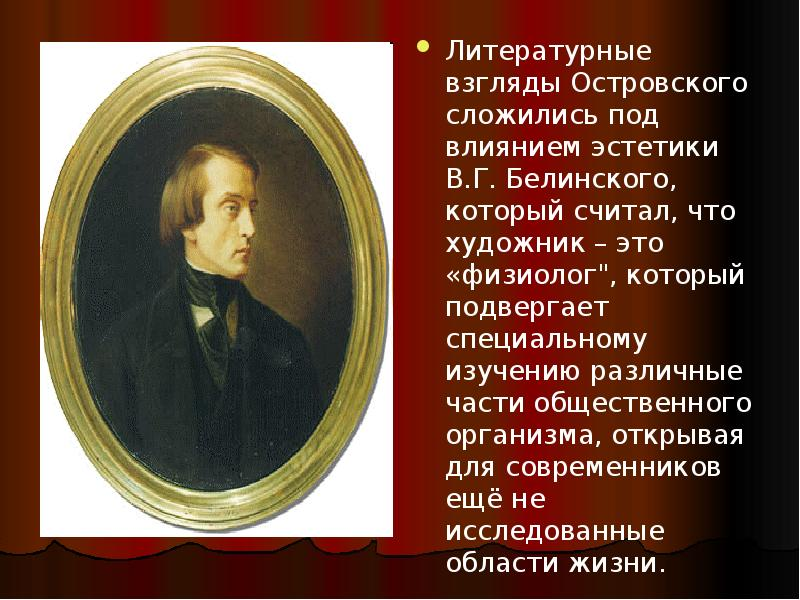 Литературные
взгляды Островского
сложились под
влиянием эстетики
В.Г. Белинского,
который считал, что
художник – это
«физиолог", который
подвергает
специальному
изучению различные
части общественного
организма, открывая
для современников
ещё не
исследованные
области жизни.